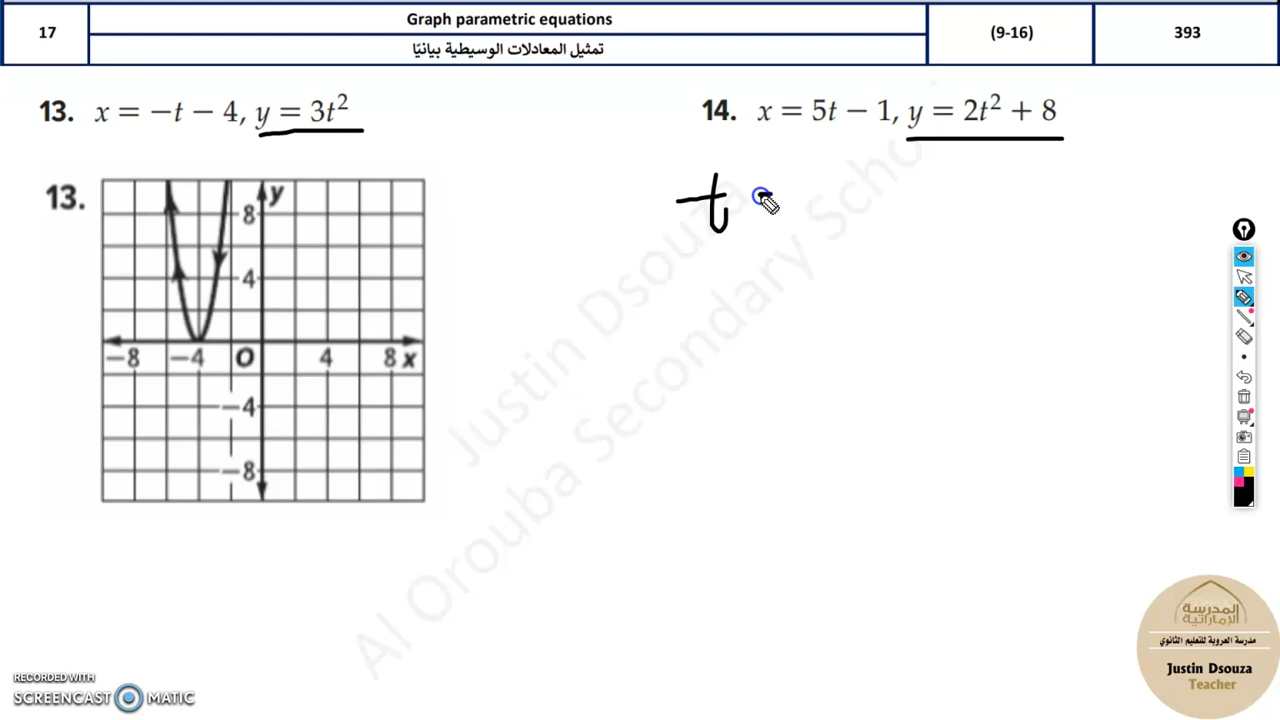 17
Graph parametric equations
تمثيل المعادلات الوسيطية بيانيًا
(9-16)
393
13. x = −t − 4, y = 3t²
14. x = 5t − 1, y = 2t² + 8
13.
y
8
4
−8 −4 O 4 8 x
−4
−8
t
Justin Dsouza
Al Orouba Secondary School
المدرسة
الإماراتية
مدرسة العروبة للتعليم الثانوي
Justin Dsouza
Teacher
RECORDED WITH
SCREENCAST MATIC